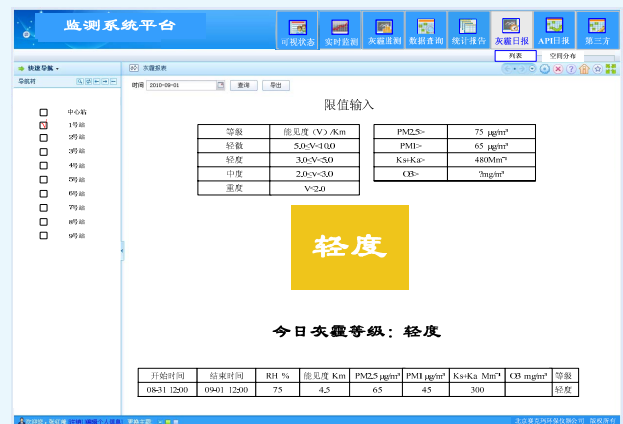 监测系统平台
可视状态 实时监测 灰霾遥测 数据查询 统计报告 灰霾日报 API日报 第三方
列表 空间分布
快速导航
灰霾报表
导航树
时间 2010-09-01 查询 导出
限值输入
中心站
1号站
2号站
3号站
4号站
5号站
6号站
7号站
8号站
9号站
等级 能见度（V）/Km
轻微 5.0≤V<10.0
轻度 3.0≤V<5.0
中度 2.0≤v<3.0
重度 V<2.0
PM2.5> 75 μg/m³
PM1> 65 μg/m³
Ks+Ka> 480Mm⁻¹
O3> ?mg/m³
轻度
今日灰霾等级：轻度
开始时间 结束时间 RH % 能见度 Km PM2.5 μg/m³ PM1 μg/m³ Ks+Ka Mm⁻¹ O3 mg/m³ 等级
08-31 12:00 09-01 12:00 75 4.5 65 45 300 轻度